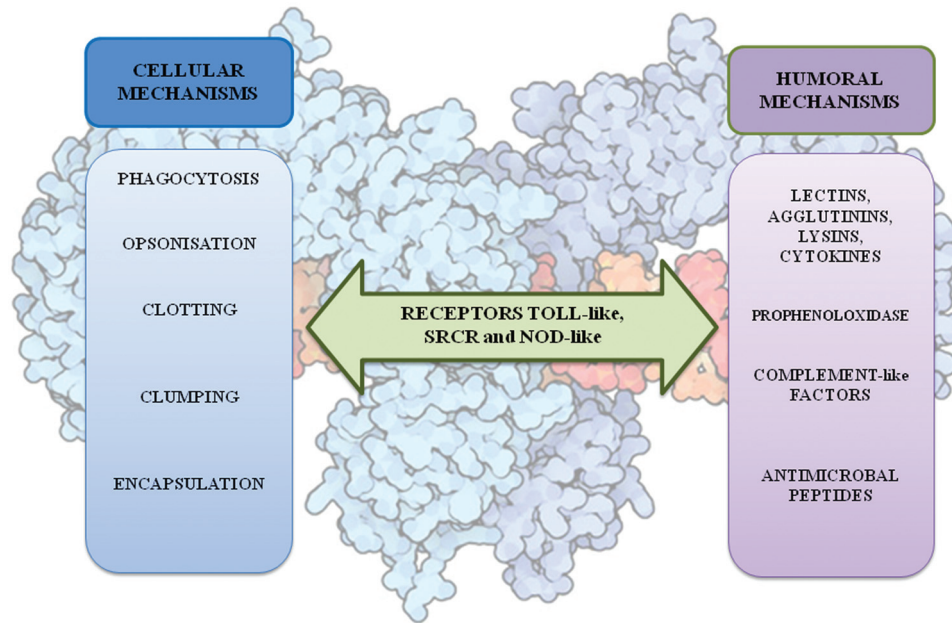 CELLULAR
MECHANISMS
PHAGOCYTOSIS
OPSONISATION
CLOTTING
CLUMPING
ENCAPSULATION
RECEPTORS TOLL-like,
SRCR and NOD-like
HUMORAL
MECHANISMS
LECTINS,
AGGLUTININS,
LYSINS,
CYTOKINES
PROPHENOLOXIDASE
COMPLEMENT-like
FACTORS
ANTIMICROBAL
PEPTIDES